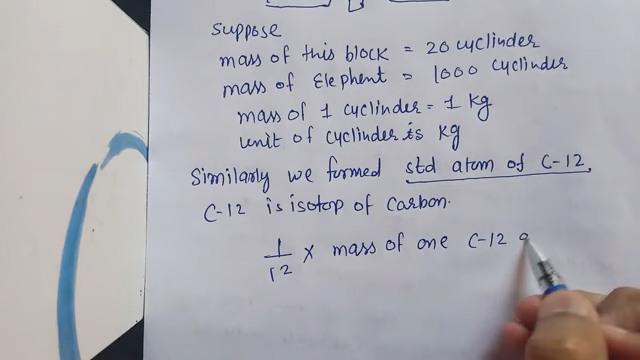 Suppose
mass of this block = 20 cyclinder
mass of Elephent = 1000 cyclinder
mass of 1 cyclinder = 1 kg
unit of cyclinder is kg
Similarly we formed std atom of C-12.
C-12 is isotop of carbon.
1/12 × mass of one C-12